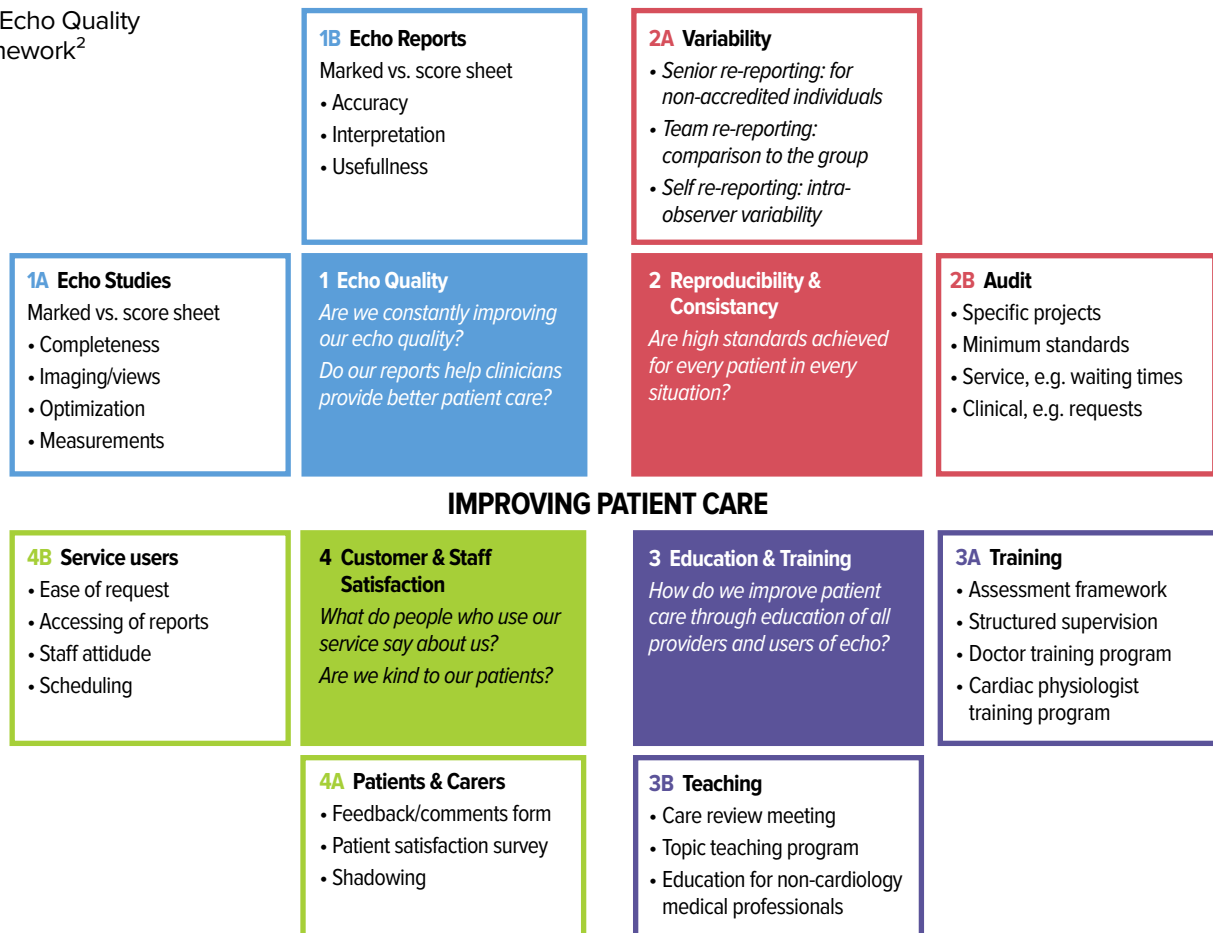 Echo Quality
nework²
1B Echo Reports
Marked vs. score sheet
• Accuracy
• Interpretation
• Usefullness
2A Variability
• Senior re-reporting: for
non-accredited individuals
• Team re-reporting:
comparison to the group
• Self re-reporting: intra-
observer variability
1A Echo Studies
Marked vs. score sheet
• Completeness
• Imaging/views
• Optimization
• Measurements
1 Echo Quality
Are we constantly improving
our echo quality?
Do our reports help clinicians
provide better patient care?
2 Reproducibility &
Consistancy
Are high standards achieved
for every patient in every
situation?
2B Audit
• Specific projects
• Minimum standards
• Service, e.g. waiting times
• Clinical, e.g. requests
IMPROVING PATIENT CARE
4B Service users
• Ease of request
• Accessing of reports
• Staff attidude
• Scheduling
4 Customer & Staff
Satisfaction
What do people who use our
service say about us?
Are we kind to our patients?
3 Education & Training
How do we improve patient
care through education of all
providers and users of echo?
3A Training
• Assessment framework
• Structured supervision
• Doctor training program
• Cardiac physiologist
training program
4A Patients & Carers
• Feedback/comments form
• Patient satisfaction survey
• Shadowing
3B Teaching
• Care review meeting
• Topic teaching program
• Education for non-cardiology
medical professionals